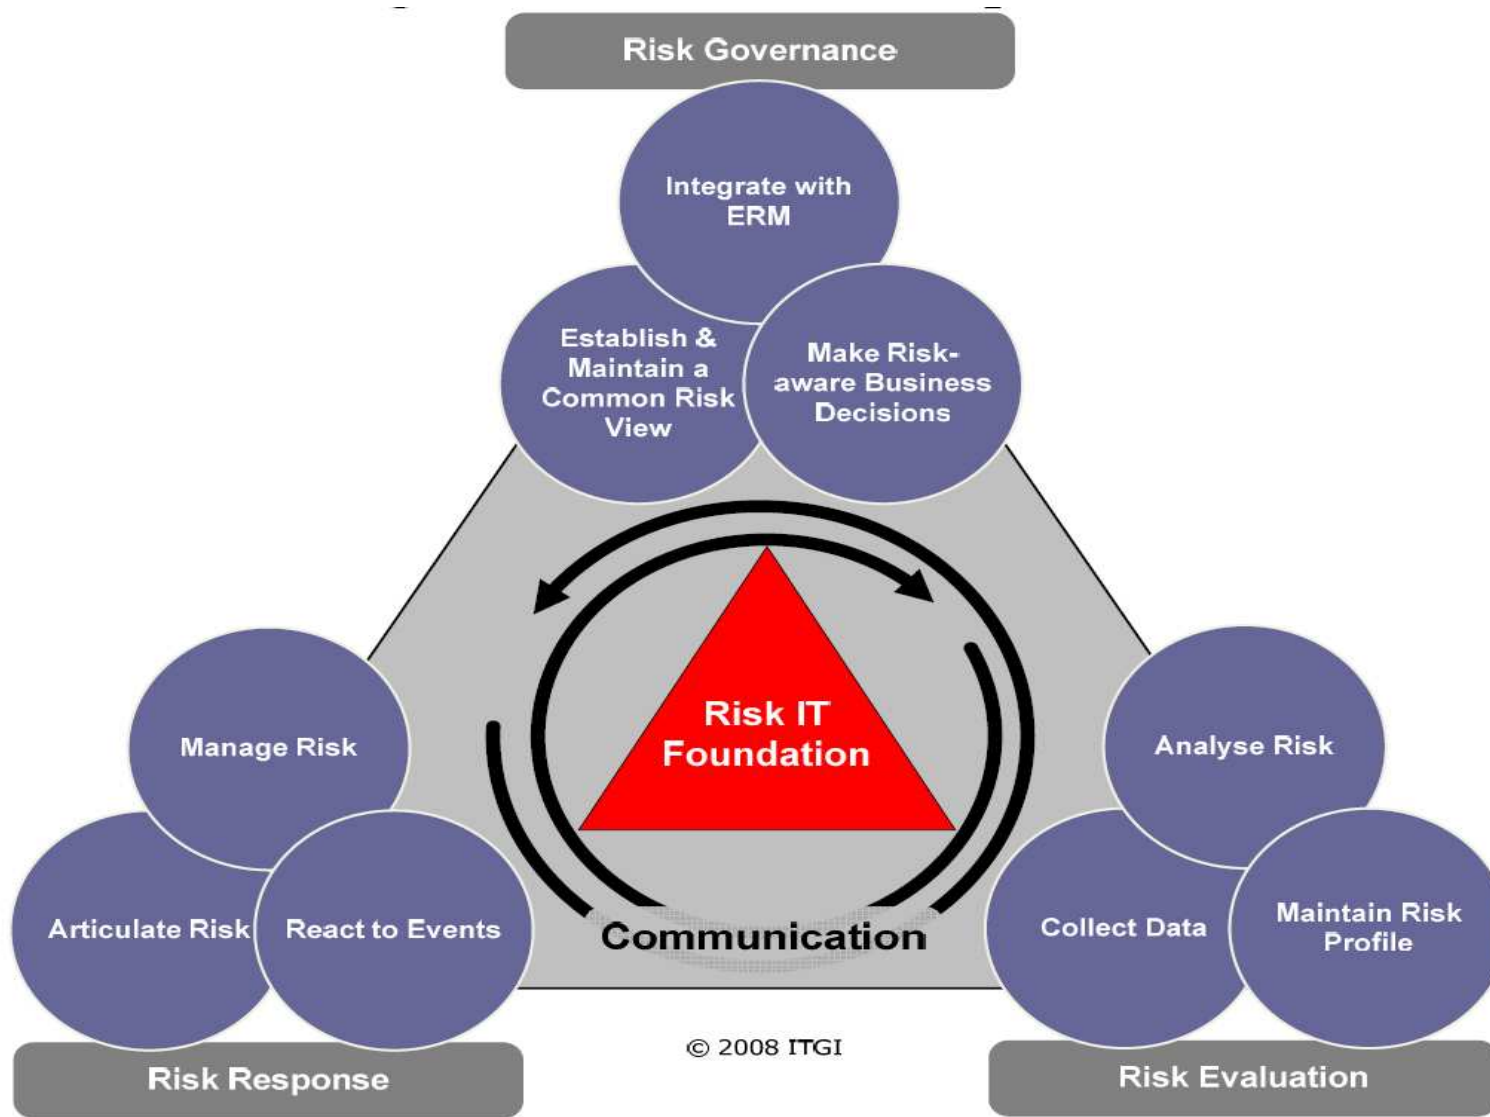 Risk Governance
Integrate with
ERM
Establish &
Maintain a
Common Risk
View
Make Risk-
aware Business
Decisions
Risk IT
Foundation
Manage Risk
Articulate Risk
React to Events
Analyse Risk
Collect Data
Maintain Risk
Profile
Communication
© 2008 ITGI
Risk Response
Risk Evaluation